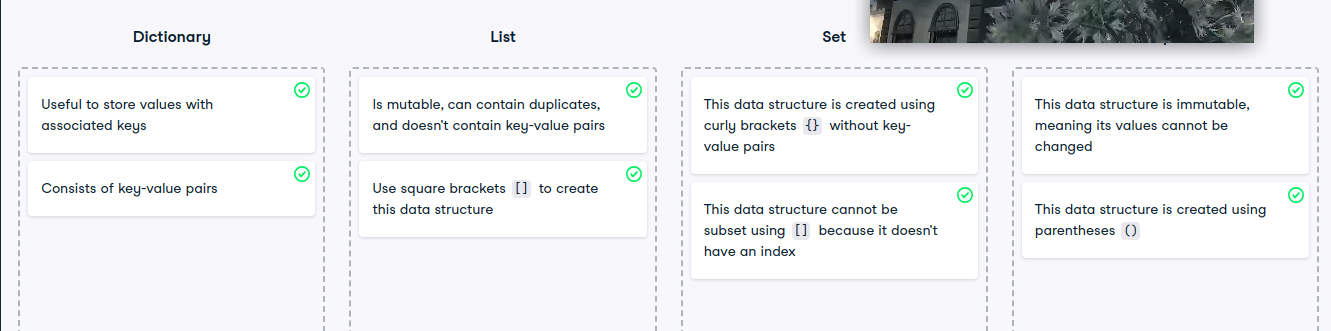 Dictionary
Useful to store values with
associated keys
Consists of key-value pairs
List
Is mutable, can contain duplicates,
and doesn't contain key-value pairs
Use square brackets [] to create
this data structure
Set
This data structure is created using
curly brackets {} without key-
value pairs
This data structure cannot be
subset using [] because it doesn't
have an index
This data structure is immutable,
meaning its values cannot be
changed
This data structure is created using
parentheses ()